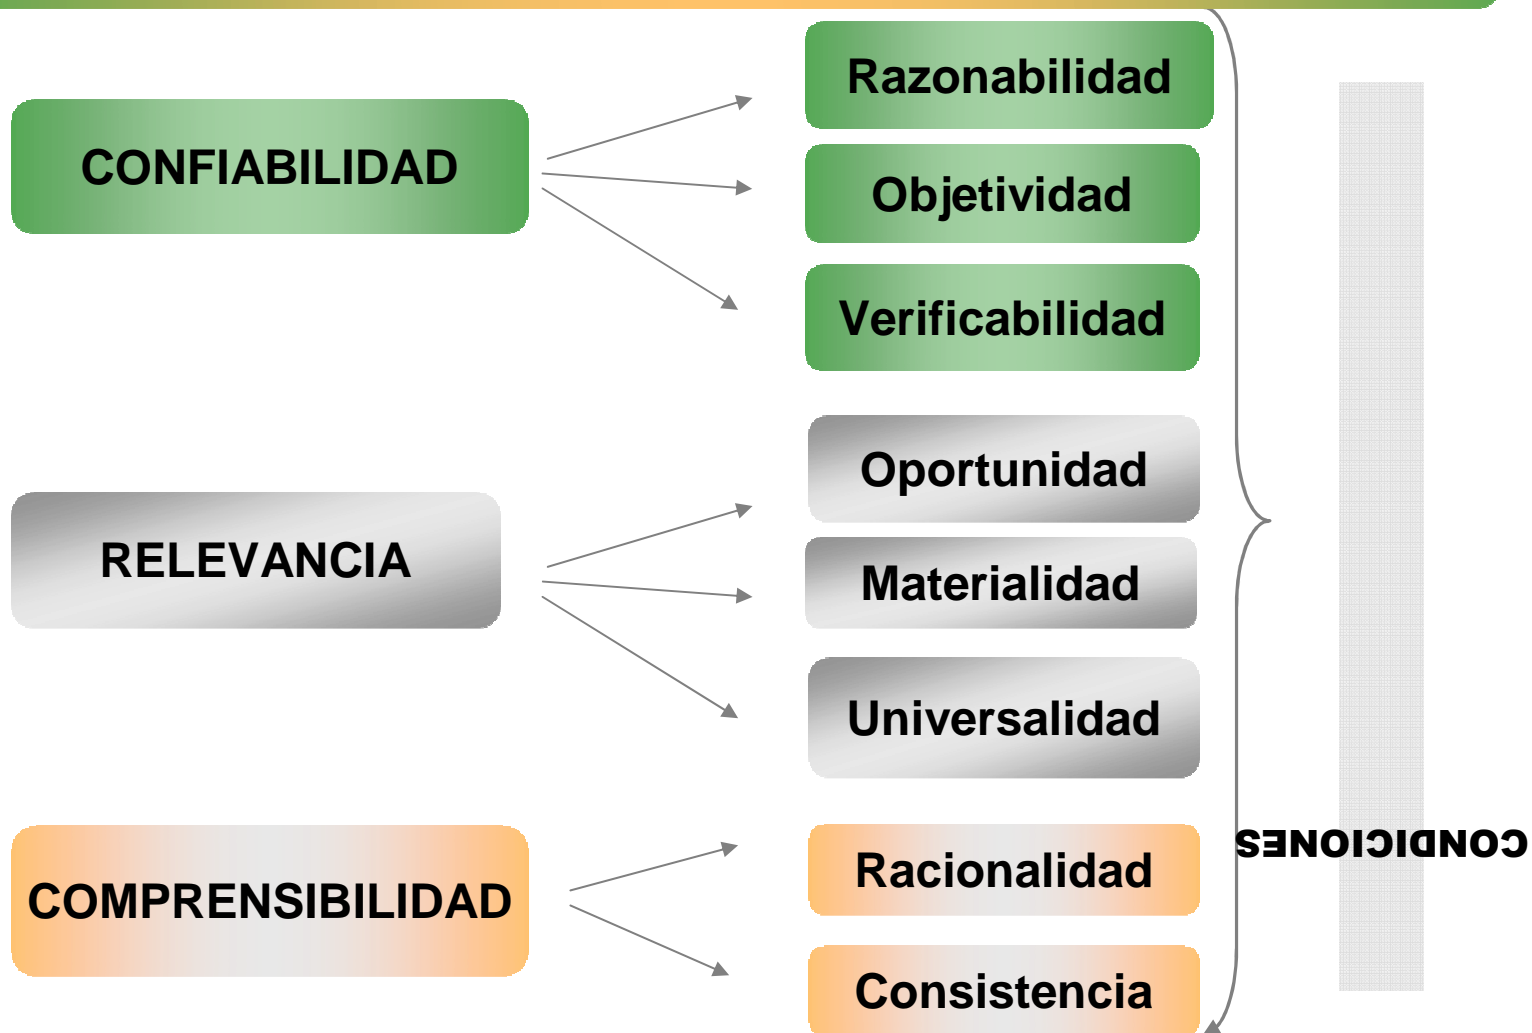 CONFIABILIDAD
Razonabilidad
Objetividad
Verificabilidad
RELEVANCIA
Oportunidad
Materialidad
Universalidad
COMPRENSIBILIDAD
Racionalidad
Consistencia
CONDICIONES